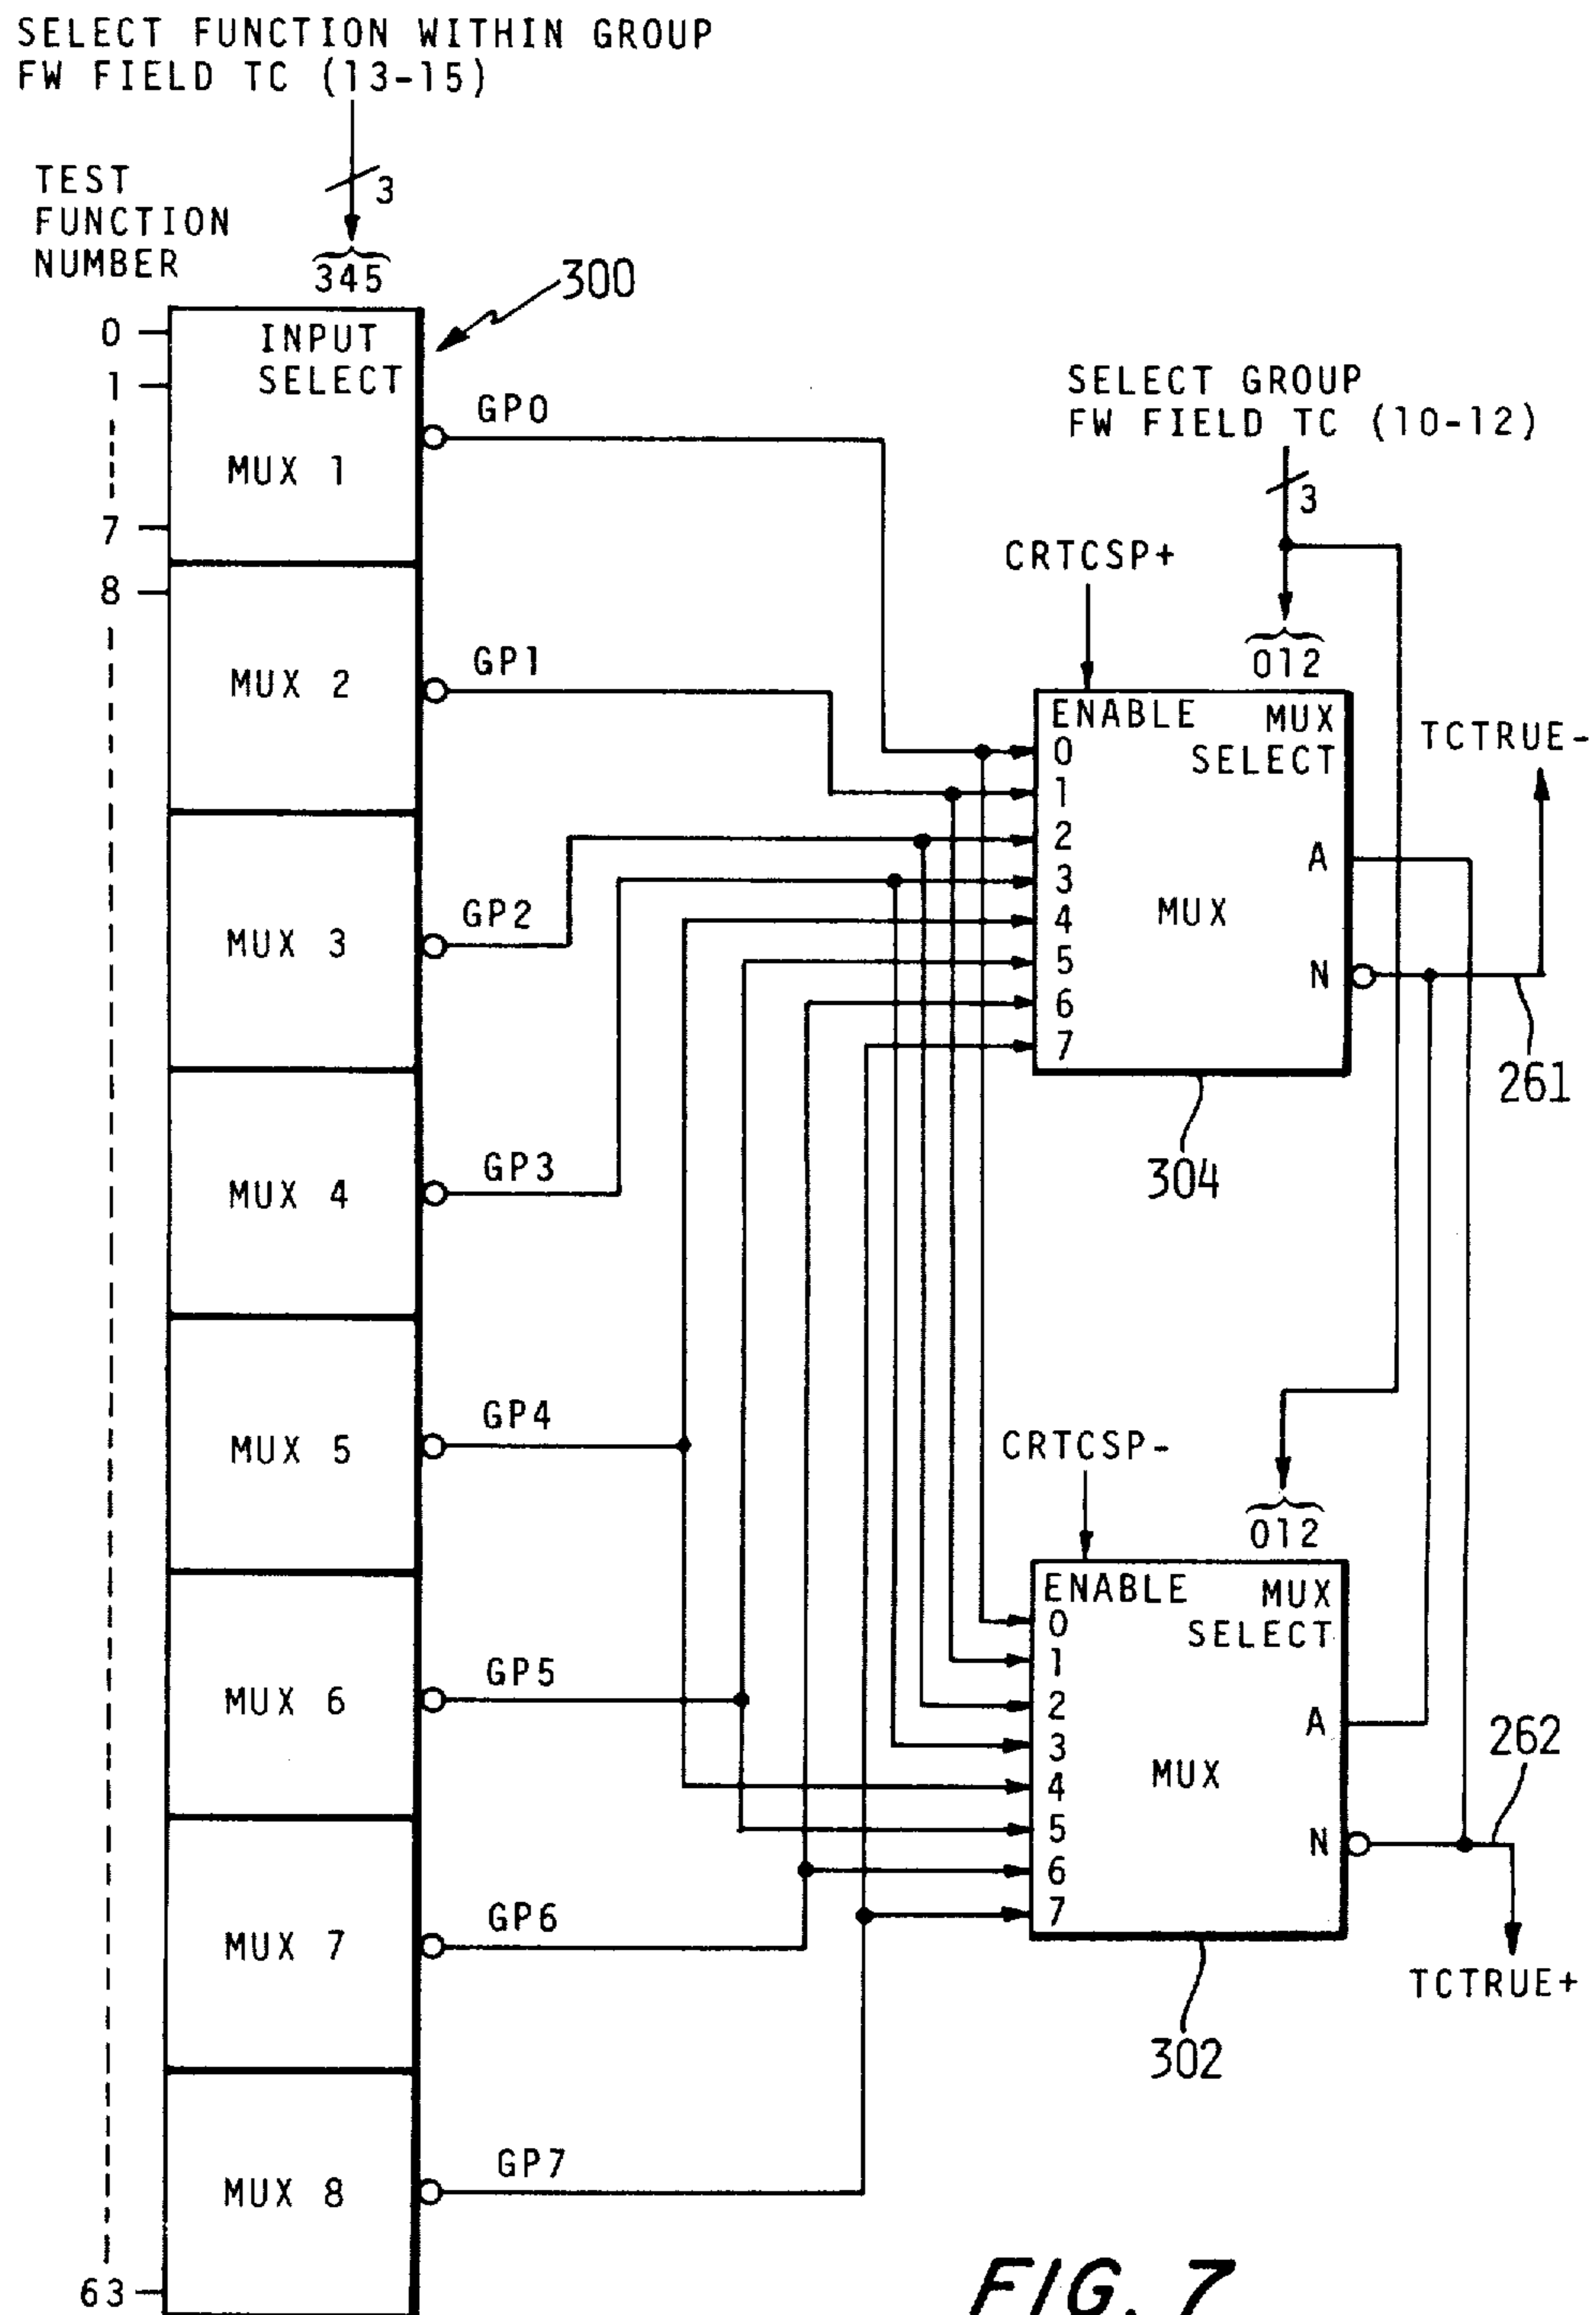 SELECT FUNCTION WITHIN GROUP
FW FIELD TC (13-15)
TEST
FUNCTION
NUMBER
3
345
300
0
1
7
8
63
INPUT
SELECT
MUX 1
MUX 2
MUX 3
MUX 4
MUX 5
MUX 6
MUX 7
MUX 8
GP0
GP1
GP2
GP3
GP4
GP5
GP6
GP7
SELECT GROUP
FW FIELD TC (10-12)
3
CRTCSP+
012
ENABLE
MUX
SELECT
0
1
2
3
4
5
6
7
MUX
A
N
TCTRUE-
261
304
CRTCSP-
012
ENABLE
MUX
SELECT
0
1
2
3
4
5
6
7
MUX
A
N
262
TCTRUE+
302
FIG. 7